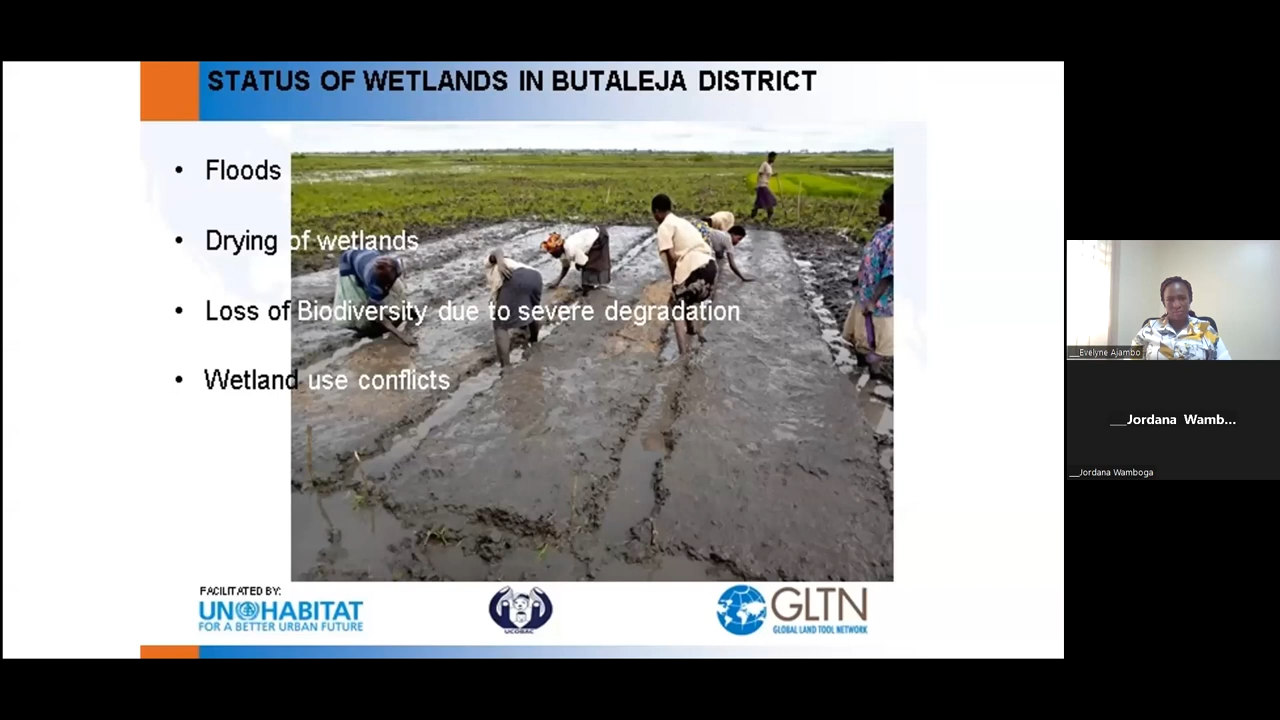 STATUS OF WETLANDS IN BUTALEJA DISTRICT
• Floods
• Drying of wetlands
• Loss of Biodiversity due to severe degradation
• Wetland use conflicts
FACILITATED BY:
UN HABITAT
FOR A BETTER URBAN FUTURE
UCOBAC
GLTN
GLOBAL LAND TOOL NETWORK
__Evelyne Ajambo
__Jordana Wamb...
__Jordana Wamboga